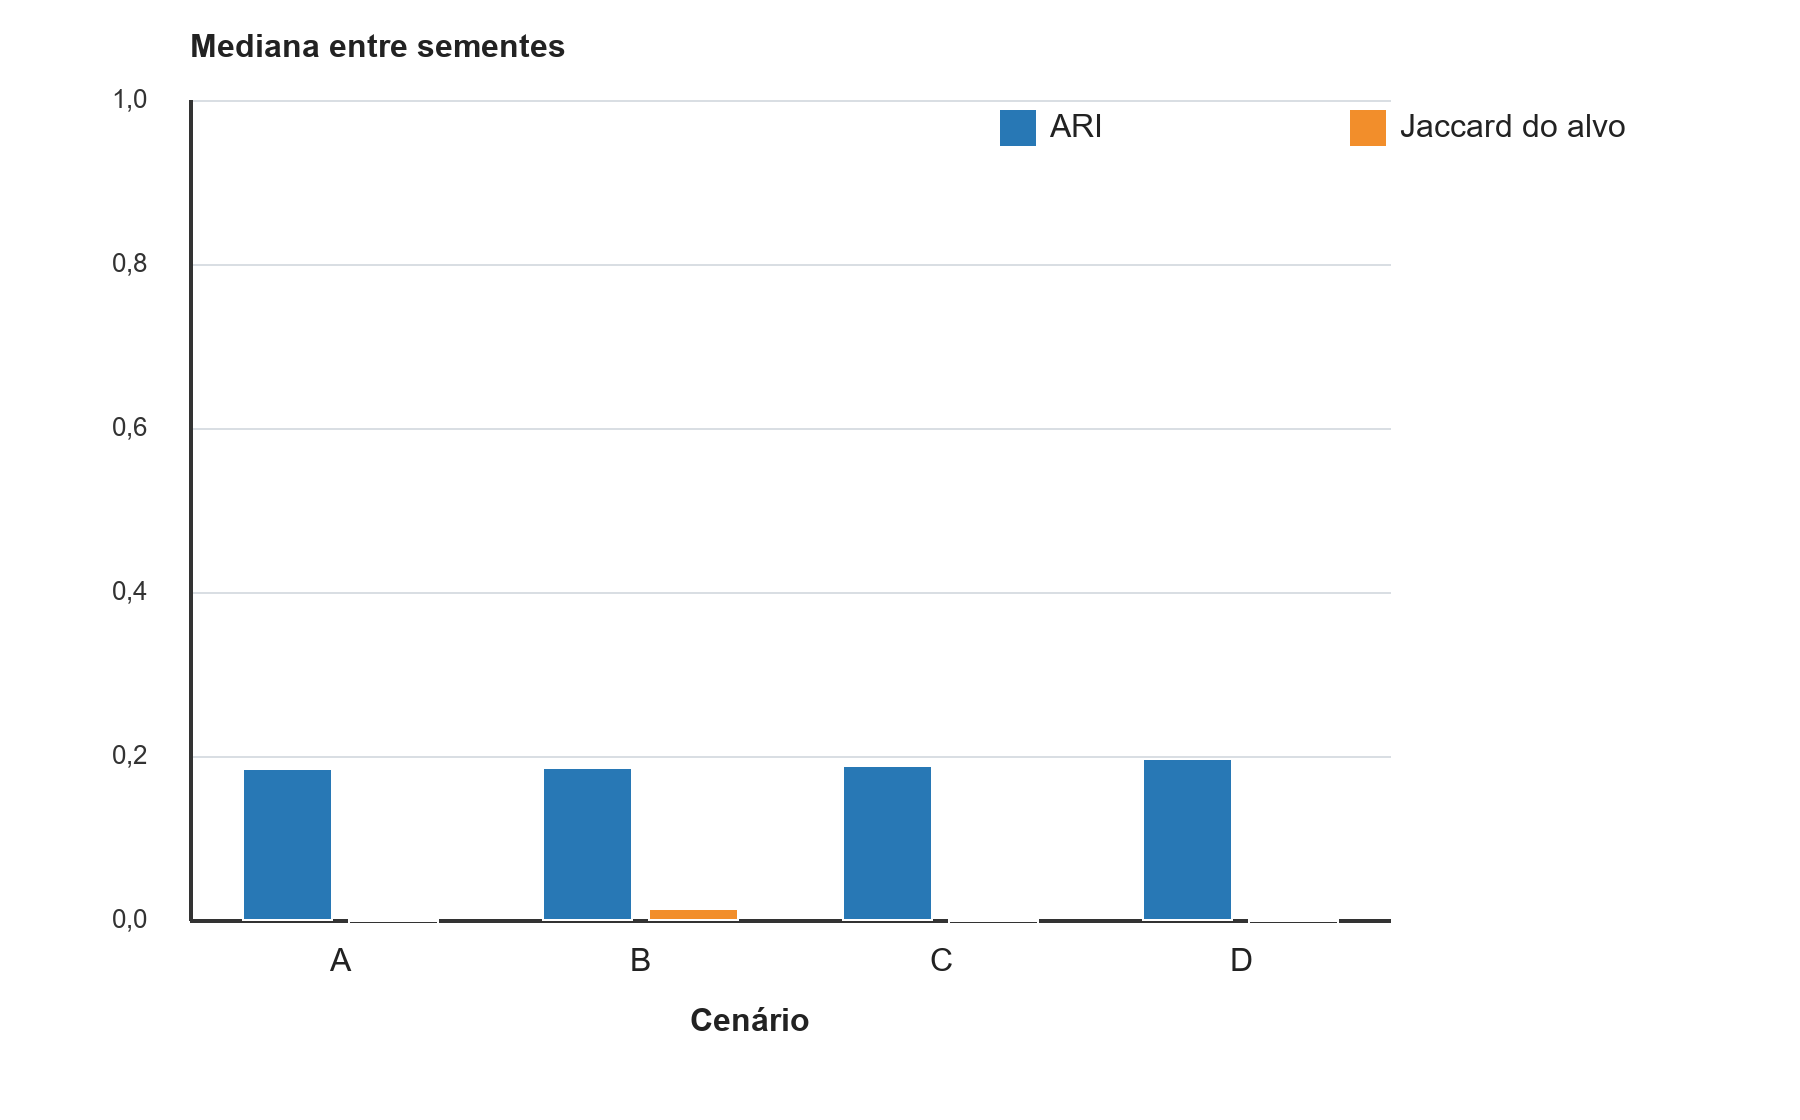 Mediana entre sementes
1,0
ARI
Jaccard do alvo
0,8
0,6
0,4
0,2
0,0
A
B
C
D
Cenário